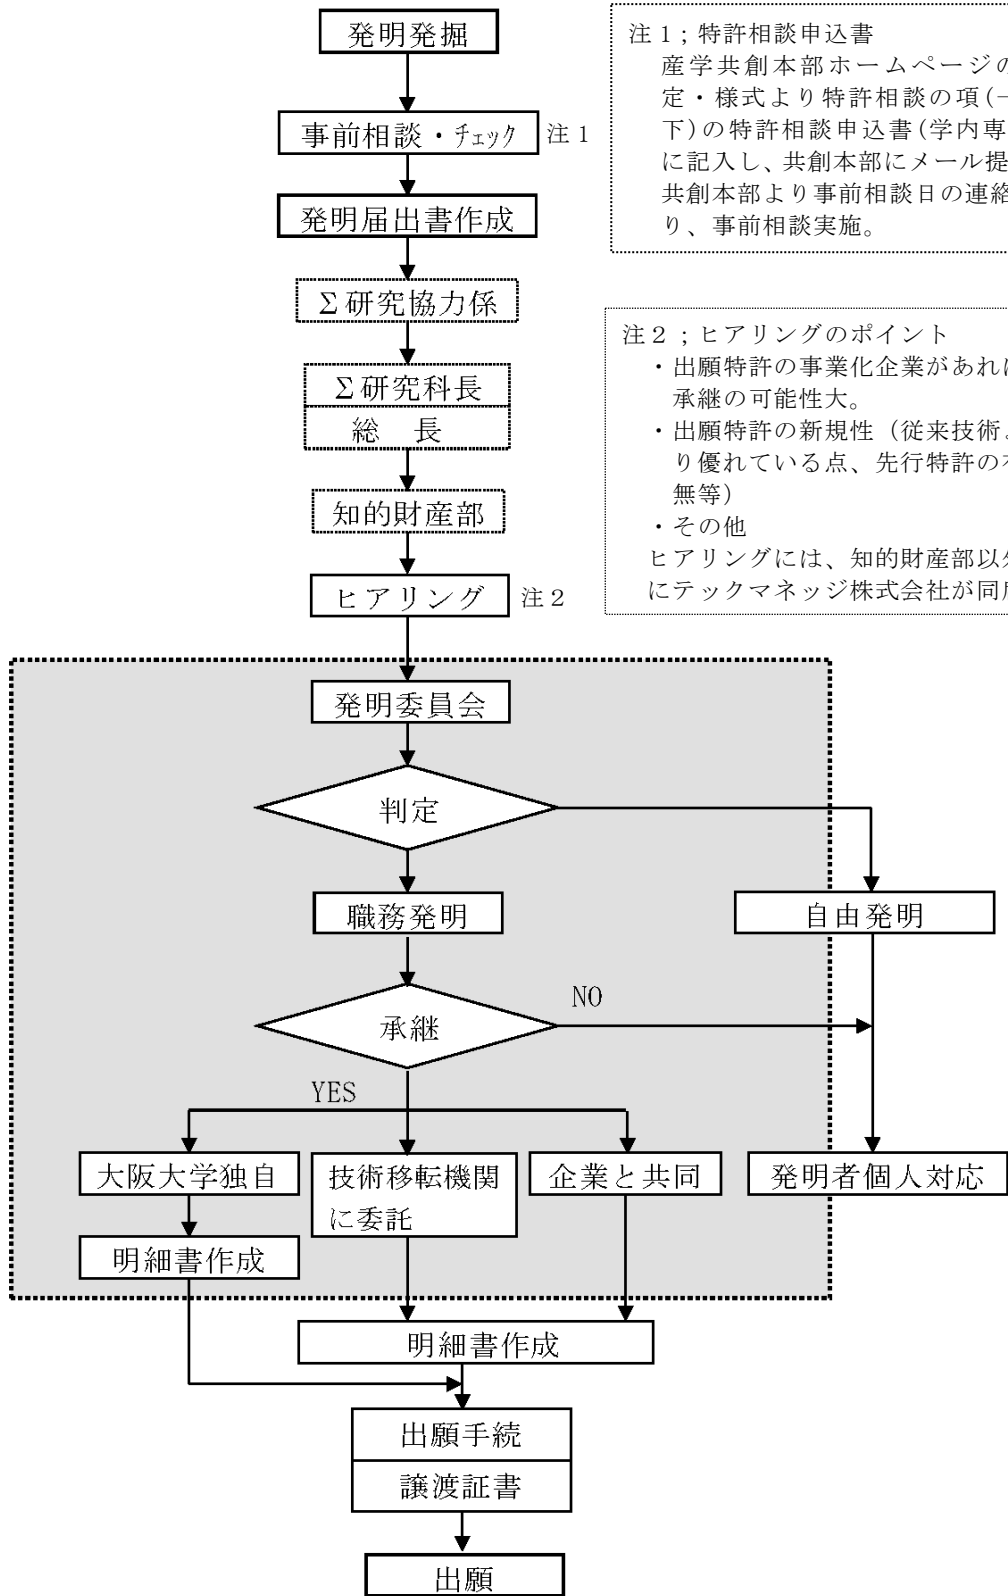 発明発掘
事前相談・チェック 注1
発明届出書作成
Σ研究協力係
Σ研究科長
総 長
知的財産部
ヒアリング 注2
注1;特許相談申込書
産学共創本部ホームページの
定・様式より特許相談の項(
下)の特許相談申込書(学内専
に記入し、共創本部にメール提
共創本部より事前相談日の連絡
り、事前相談実施。
注2;ヒアリングのポイント
・出願特許の事業化企業があれ
承継の可能性大。
・出願特許の新規性(従来技術
り優れている点、先行特許の
無等)
・その他
ヒアリングには、知的財産部以
にテックマネッジ株式会社が同
発明委員会
判定
職務発明
自由発明
承継
NO
YES
大阪大学独自
技術移転機関
に委託
企業と共同
発明者個人対応
明細書作成
明細書作成
出願手続
譲渡証書
出願